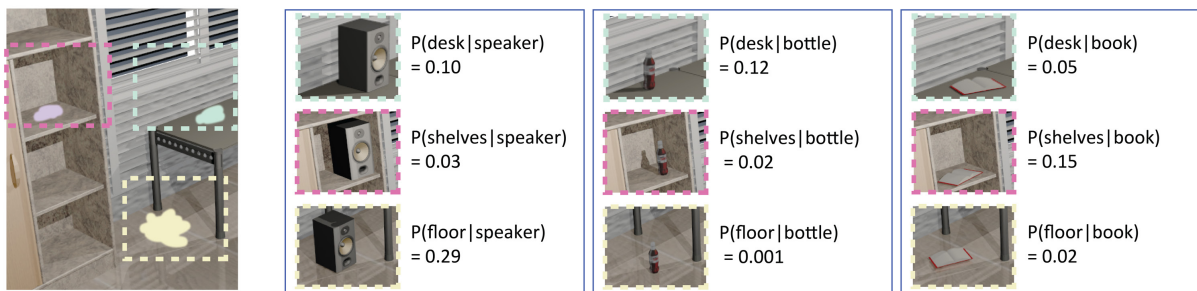 P(desk|speaker)
= 0.10
P(shelves|speaker)
= 0.03
P(floor|speaker)
= 0.29
P(desk|bottle)
= 0.12
P(shelves|bottle)
= 0.02
P(floor|bottle)
= 0.001
P(desk|book)
= 0.05
P(shelves|book)
= 0.15
P(floor|book)
= 0.02